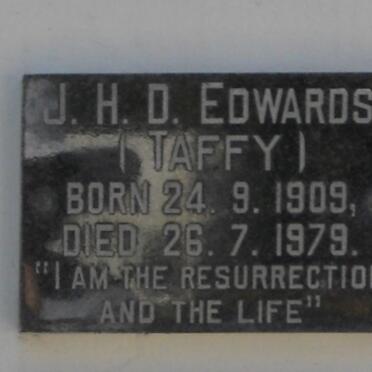 J. H. D. EDWARDS
( TAFFY )
BORN 24. 9. 1909,
DIED 26. 7. 1979.
"I AM THE RESURRECTIO
AND THE LIFE"